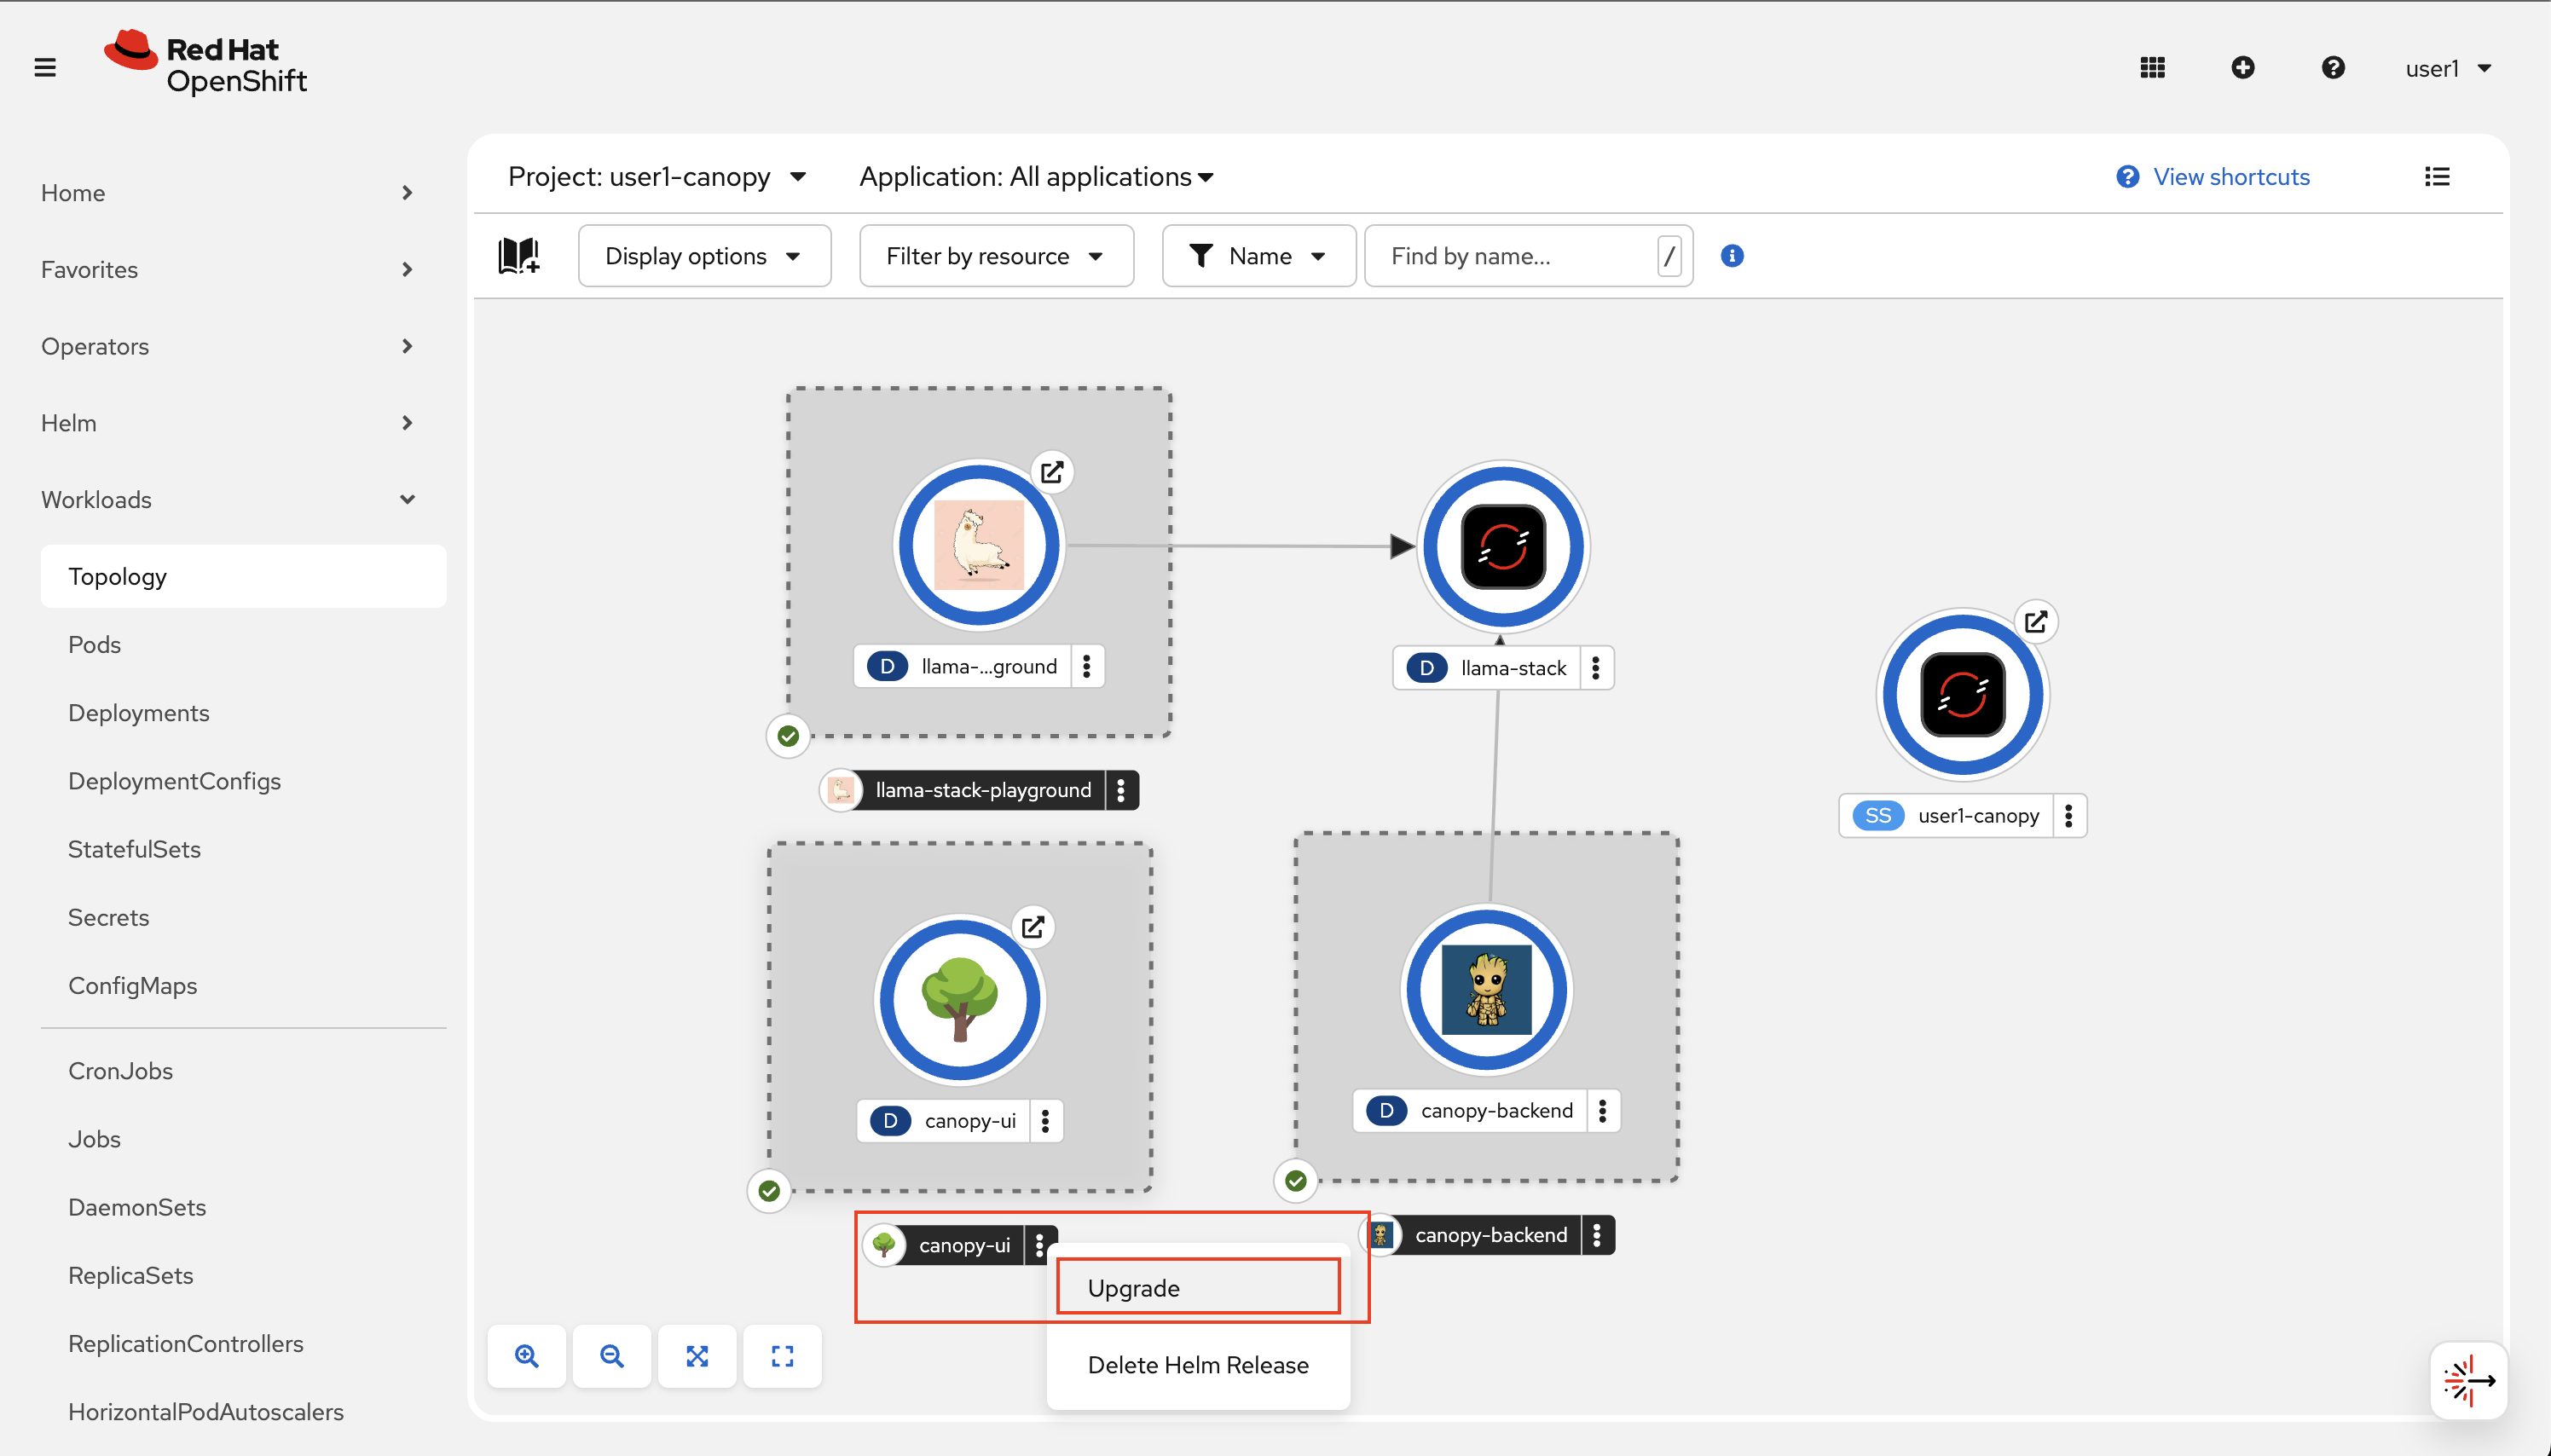 Red Hat
OpenShift
user1
Home
Favorites
Operators
Helm
Workloads
Topology
Pods
Deployments
DeploymentConfigs
StatefulSets
Secrets
ConfigMaps
CronJobs
Jobs
DaemonSets
ReplicaSets
ReplicationControllers
HorizontalPodAutoscalers
Project: user1-canopy
Application: All applications
View shortcuts
Display options
Filter by resource
Name
Find by name...
/
D llama-...ground
D llama-stack
llama-stack-playground
SS user1-canopy
D canopy-ui
D canopy-backend
canopy-ui
canopy-backend
Upgrade
Delete Helm Release